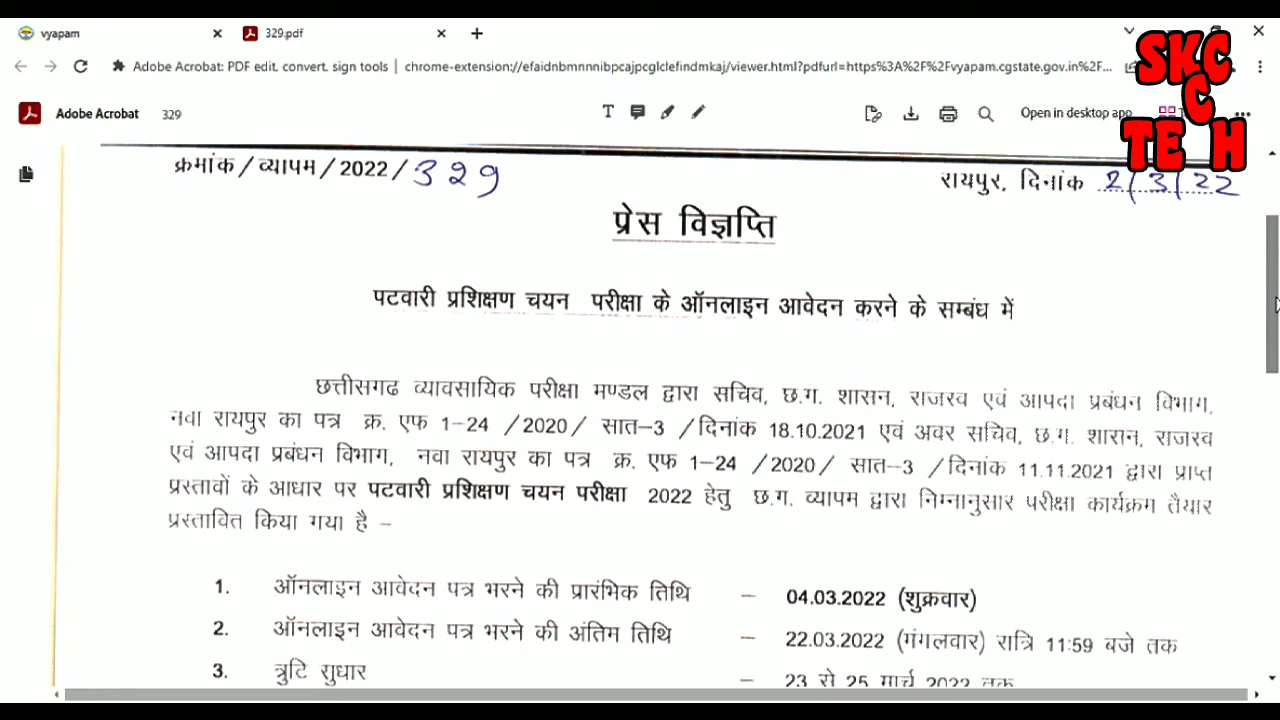 vyapam
329.pdf
Adobe Acrobat: PDF edit, convert, sign tools | chrome-extension://efaidnbmnnnibpcajpcglclefindmkaj/viewer.html?pdfurl=https%3A%2F%2Fvyapam.cgstate.gov.in%2F...
SKC
C
TECH
Adobe Acrobat 329
Open in desktop app
क्रमांक/व्यापम/2022/329
रायपुर, दिनांक 2/3/22
प्रेस विज्ञप्ति
पटवारी प्रशिक्षण चयन परीक्षा के ऑनलाइन आवेदन करने के सम्बंध में
छत्तीसगढ व्यावसायिक परीक्षा मण्डल द्वारा सचिव, छ.ग. शासन, राजस्व एवं आपदा प्रबंधन विभाग,
नवा रायपुर का पत्र क्र. एफ 1-24 /2020/ सात-3 /दिनांक 18.10.2021 एवं अवर सचिव, छ.ग. शासन, राजस्व
एवं आपदा प्रबंधन विभाग, नवा रायपुर का पत्र क्र. एफ 1-24 /2020/ सात-3 /दिनांक 11.11.2021 द्वारा प्राप्त
प्रस्तावों के आधार पर पटवारी प्रशिक्षण चयन परीक्षा 2022 हेतु छ.ग. व्यापम द्वारा निम्नानुसार परीक्षा कार्यक्रम तैयार
प्रस्तावित किया गया है –
1. ऑनलाइन आवेदन पत्र भरने की प्रारंभिक तिथि – 04.03.2022 (शुक्रवार)
2. ऑनलाइन आवेदन पत्र भरने की अंतिम तिथि – 22.03.2022 (मंगलवार) रात्रि 11:59 बजे तक
3. त्रुटि सुधार – 23 से 25 मार्च 2022 तक